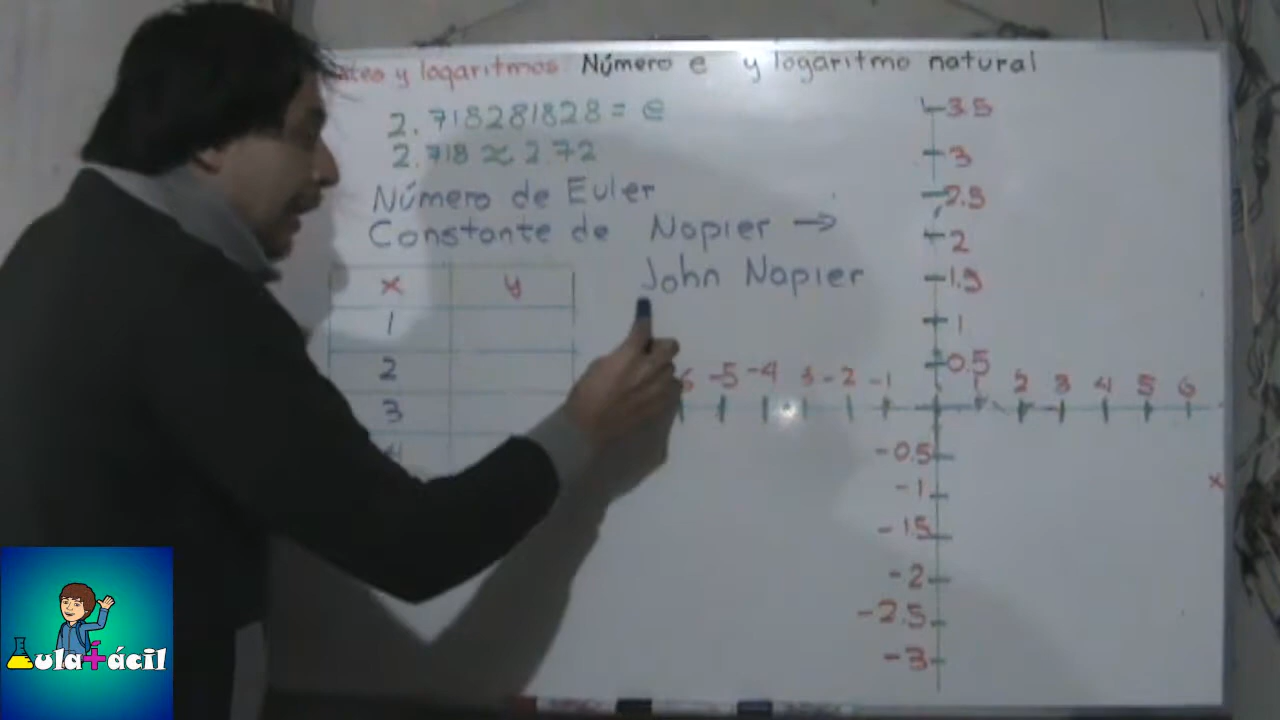 y logaritmos. Número e y logaritmo natural
2.718281828 = e
2.718 ≈ 2.72
Número de Euler
Constante de Napier →
John Napier
x y
1
2
3
4
3.5
3
2.5
2
1.5
1
0.5
-5 -4 3 -2 -1 1 2 3 4 5 6
-0.5
-1
-1.5
-2
-2.5
-3
x
Aula+ácil